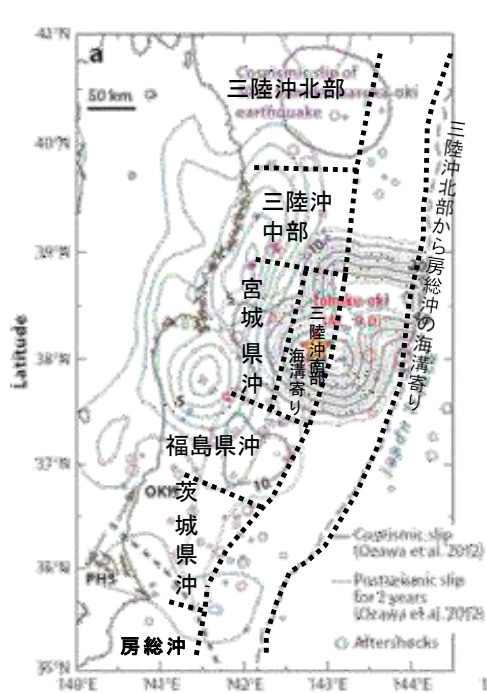 41°N
a
Coseismic slip of
三陸沖北部
earthquake
50 km
40°N
三陸沖
中部
10
39°N
宮城県沖
三陸沖南部
海溝寄り
三陸沖北部から房総沖の海溝寄り
Latitude
38°N
5
福島県沖
37°N
10
茨城県沖
Coseismic slip
(Ozawa et al. 2012)
36°N
PHS
Postseismic slip
for 2 years
(Ozawa et al. 2012)
Aftershocks
房総沖
35°N
140°E
141°E
142°E
143°E
144°E